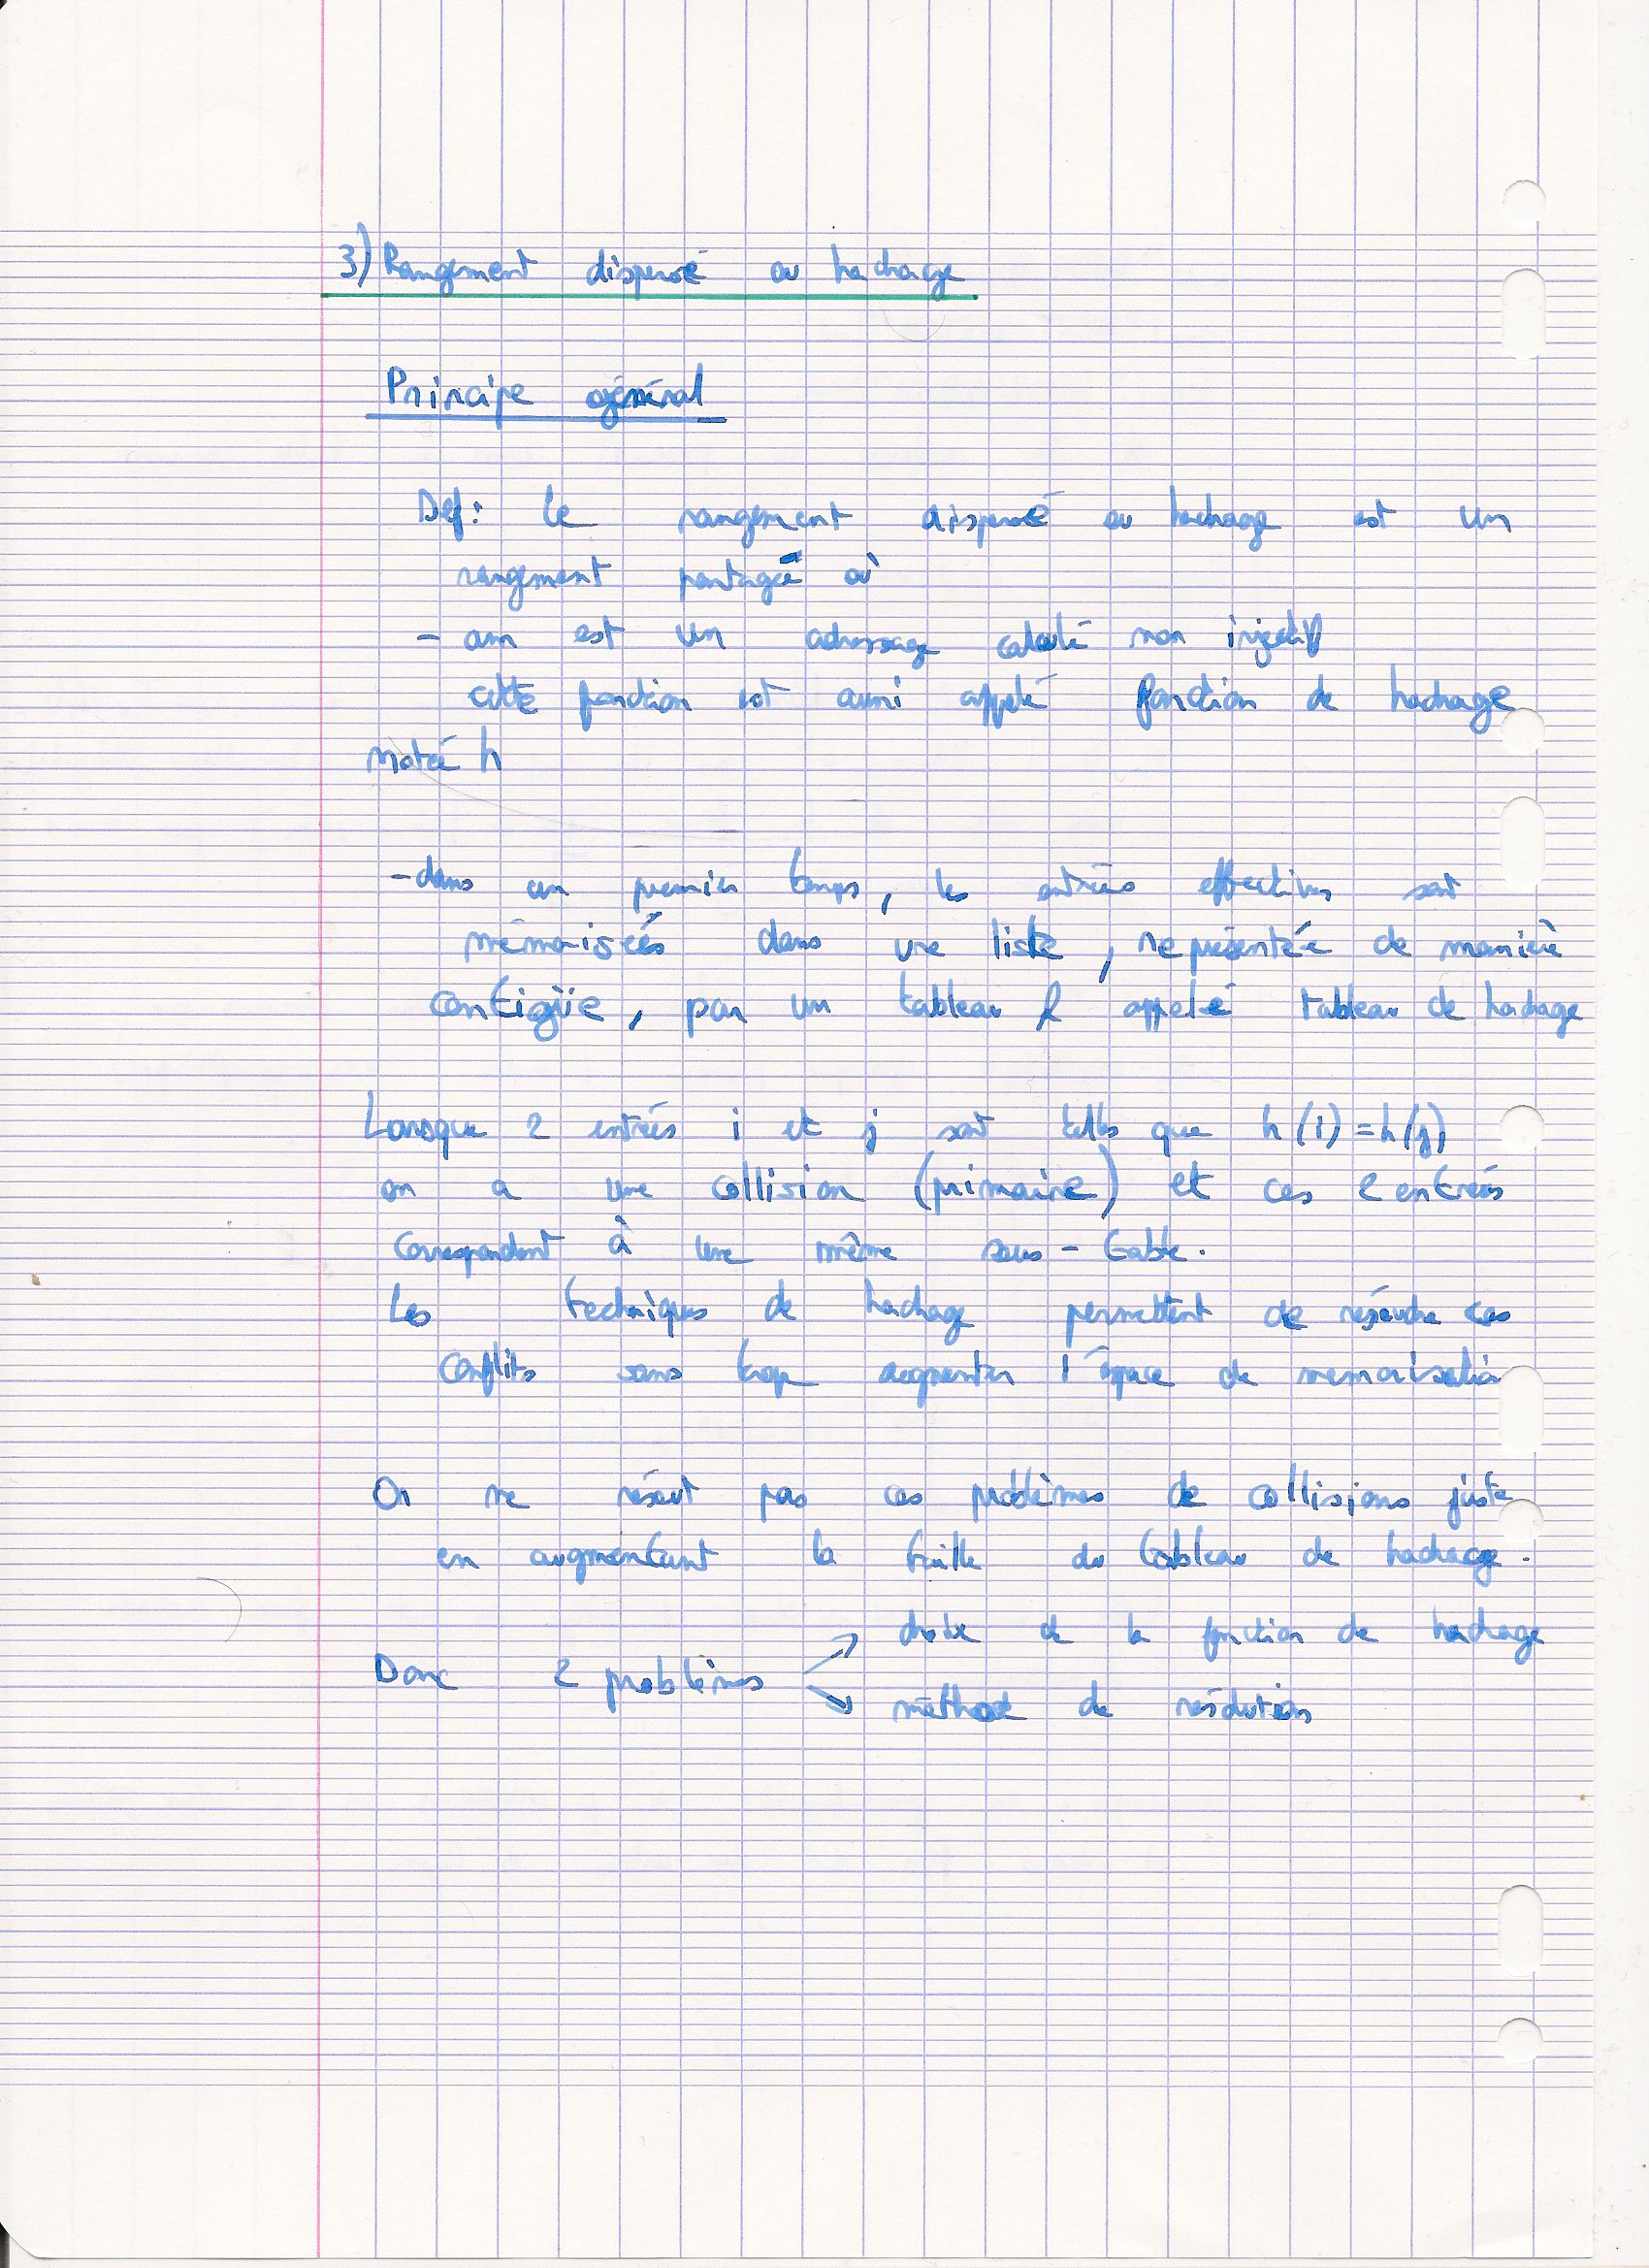 3) Rangement dispersé ou hachage
Principe général
Def: Le rangement dispersé ou hachage est un
rangement partagé où
- am est un adressage calculé non injectif
cette fonction est aussi appelé fonction de hachage
notée h
- dans un premier temps, les entrées effectives sont
mémorisées dans une liste, représentée de manière
contigüe, par un tableau appelé tableau de hachage
Lorsque 2 entrées i et j sont telles que h(i) = h(j)
on a une collision (primaire) et ces 2 entrées
correspondent à une même sous-table.
Les techniques de hachage permettent de résoudre ces
conflits sans trop augmenter l'éspace de memorisation
On ne résout pas ces problèmes de collisions juste
en augmentant la taille du tableau de hachage.
choix de la fonction de hachage
Donc 2 problèmes
méthode de résolution